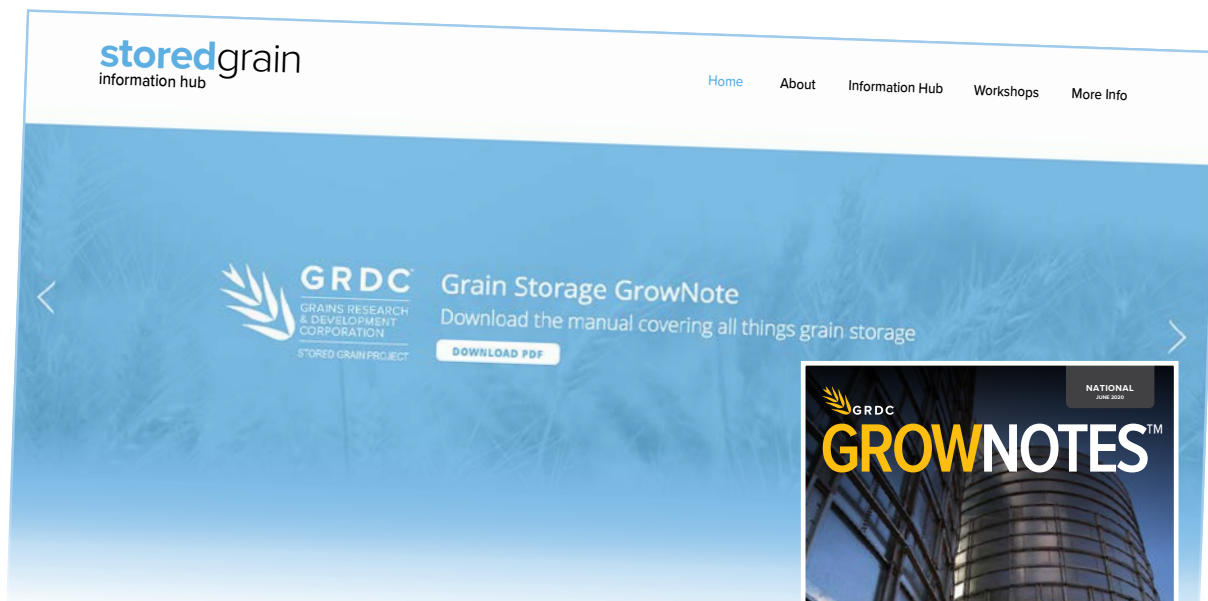 storedgrain
information hub
Home About Information Hub Workshops More Info
GRDC
GRAINS RESEARCH
& DEVELOPMENT
CORPORATION
STORED GRAIN PROJECT
Grain Storage GrowNote
Download the manual covering all things grain storage
DOWNLOAD PDF
NATIONAL
JUNE 2020
GRDC
GROWNOTES™